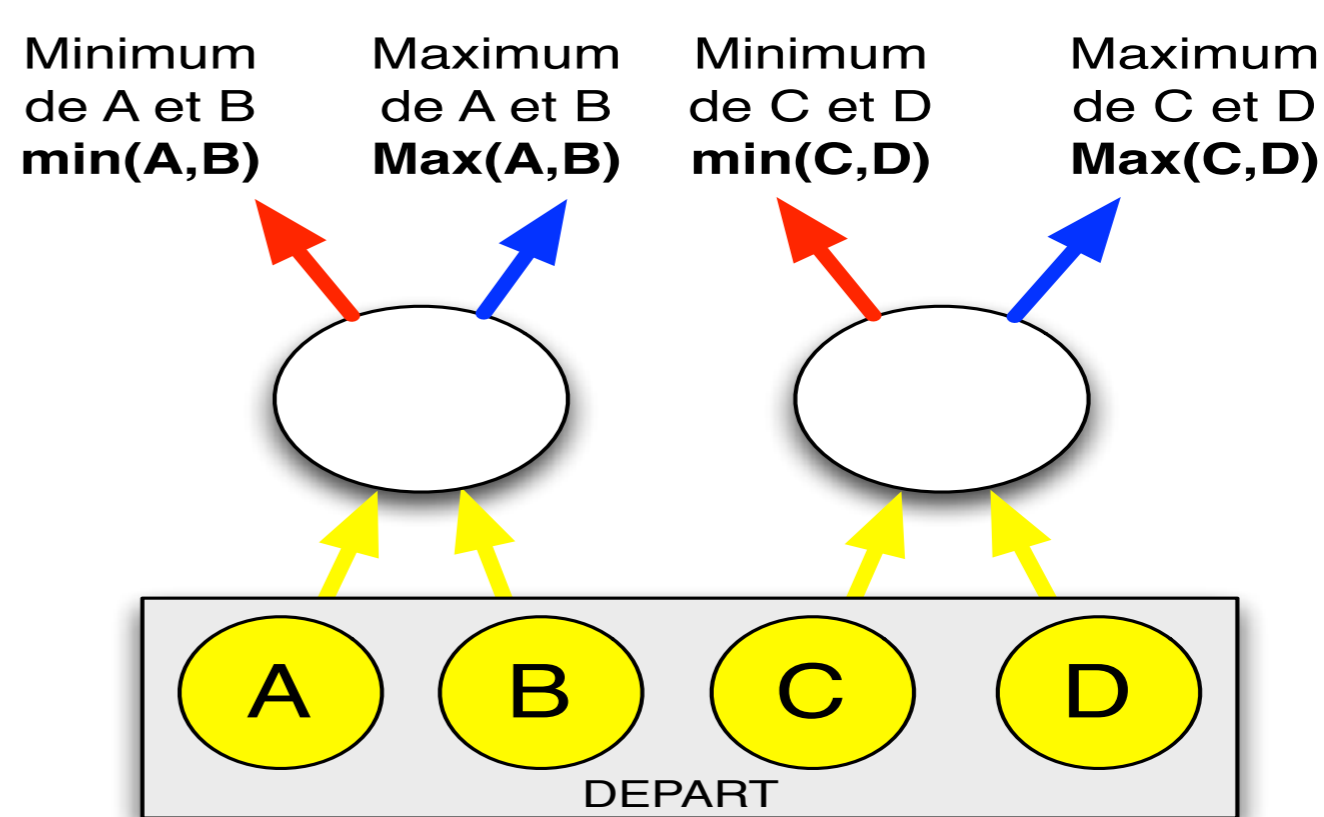 Minimum
de A et B
min(A,B)
Maximum
de A et B
Max(A,B)
Minimum
de C et D
min(C,D)
Maximum
de C et D
Max(C,D)
A
B
C
D
DEPART